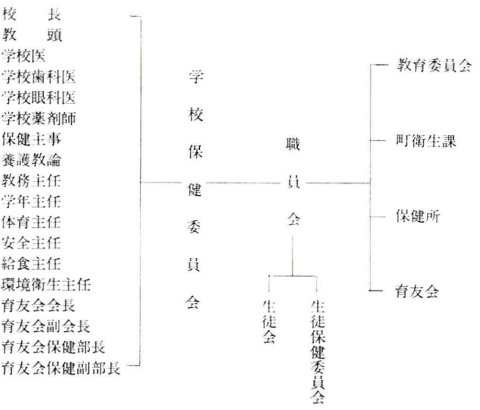 校長
教頭
学校医
学校歯科医
学校眼科医
学校薬剤師
保健主事
養護教諭
教務主任
学年主任
体育主任
安全主任
給食主任
環境衛生主任
育友会会長
育友会副会長
育友会保健部長
育友会保健副部長
学校保健委員会
職員会
生徒会
生徒保健委員会
教育委員会
町衛生課
保健所
育友会